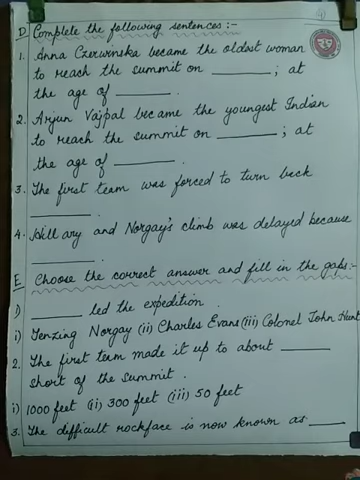 D. Complete the following sentences :-
1. Anna Czerwinska became the oldest woman
to reach the summit on ______ ; at
the age of ______ .
2. Arjun Vajpal became the youngest Indian
to reach the summit on ______ ; at
the age of ______ .
3. The first team was forced to turn back
______ .
4. Hillary and Norgay's climb was delayed because
______ .
E Choose the correct answer and fill in the gaps:-
1) ______ led the expedition .
i) Tenzing Norgay (ii) Charles Evans (iii) Colonel John Hunt
2. The first team made it up to about ______
short of the summit .
i) 1000 feet (ii) 300 feet (iii) 50 feet
3. The difficult rockface is now known as ____